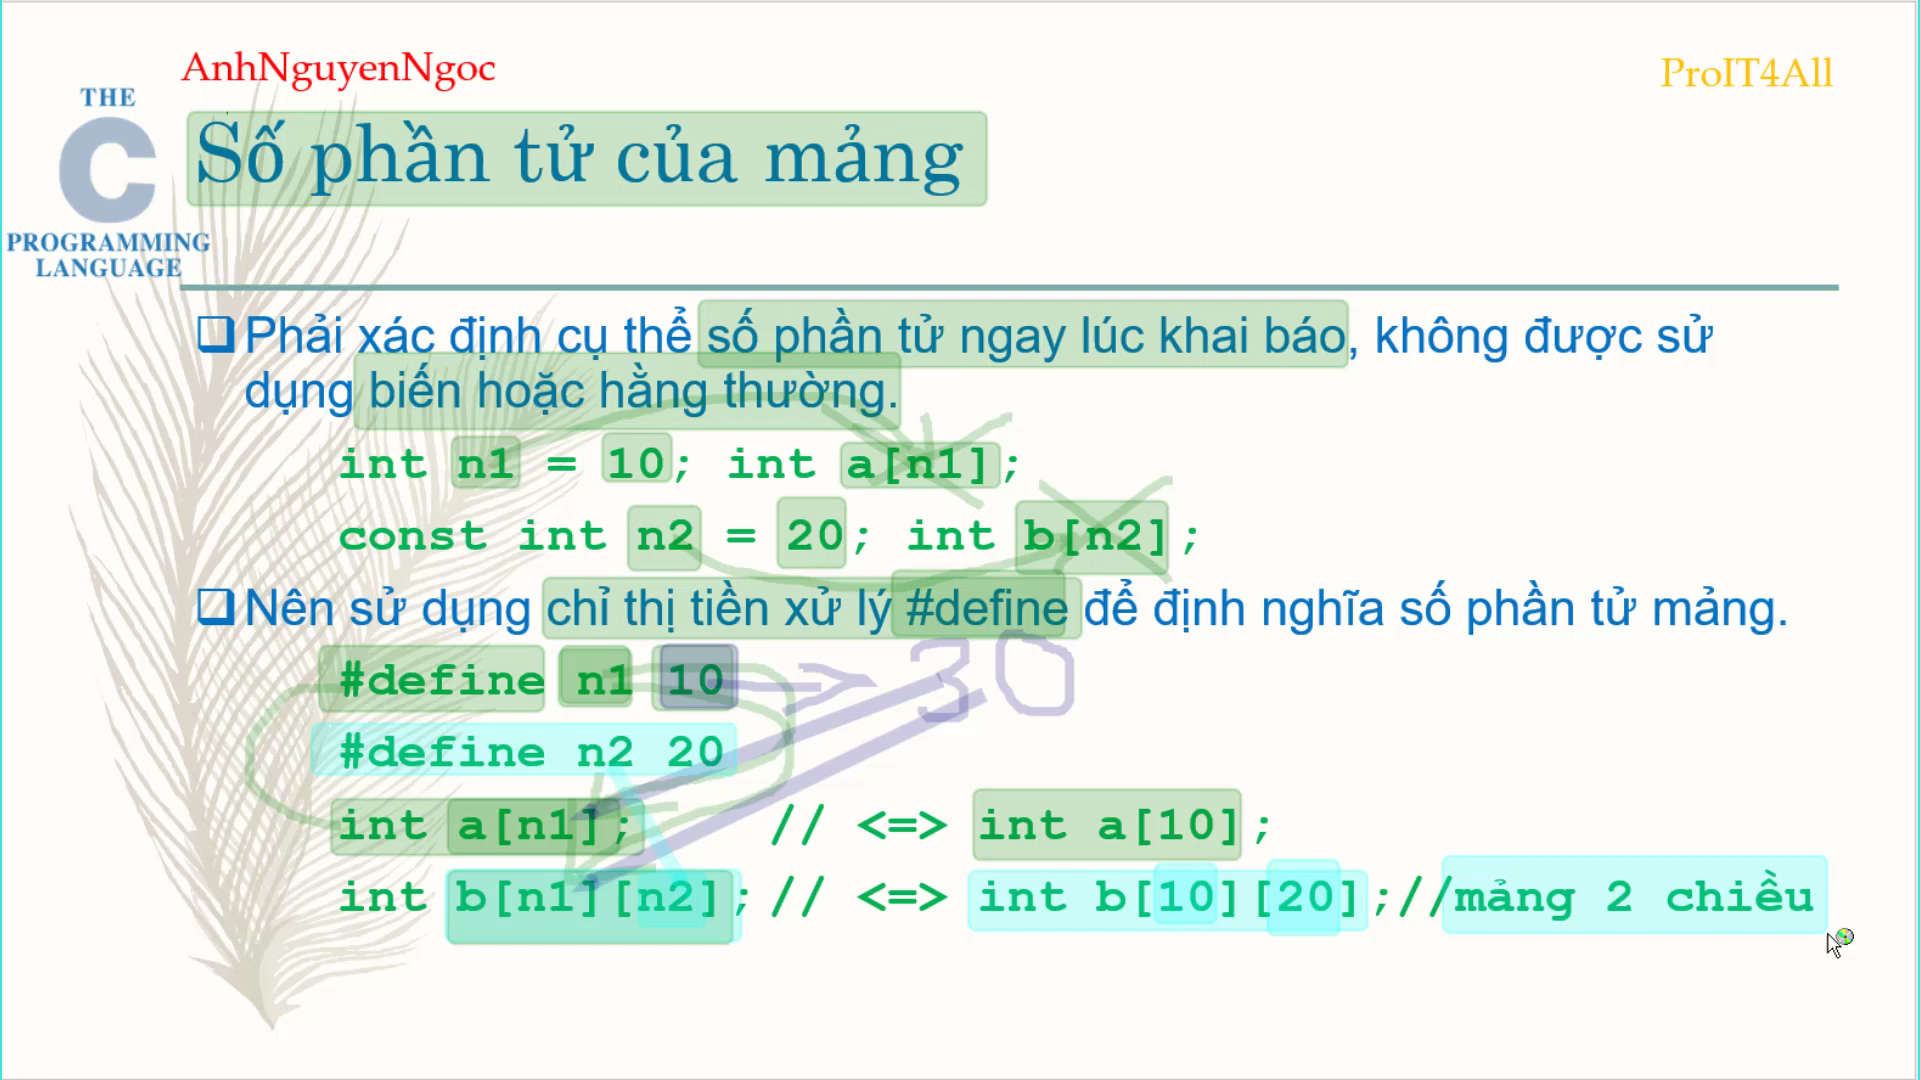 AnhNguyenNgoc
ProIT4All
THE
C
PROGRAMMING
LANGUAGE
Số phần tử của mảng
Phải xác định cụ thể số phần tử ngay lúc khai báo, không được sử
dụng biến hoặc hằng thường.
int n1 = 10; int a[n1];
const int n2 = 20; int b[n2];
Nên sử dụng chỉ thị tiền xử lý #define để định nghĩa số phần tử mảng.
#define n1 10
30
#define n2 20
int a[n1]; // <=> int a[10];
int b[n1][n2]; // <=> int b[10][20];//mảng 2 chiều